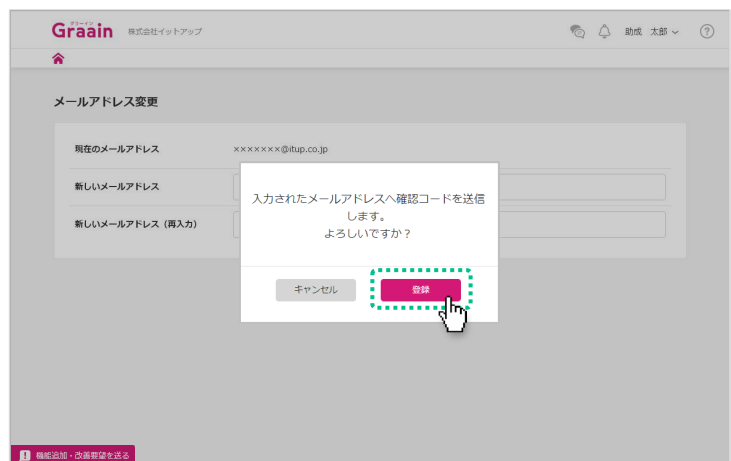 グラーイン
Graain 株式会社イットアップ 助成 太郎 ?
メールアドレス変更
現在のメールアドレス ×××××××@itup.co.jp
新しいメールアドレス
新しいメールアドレス（再入力）
入力されたメールアドレスへ確認コードを送信
します。
よろしいですか？
キャンセル 登録
! 機能追加・改善要望を送る